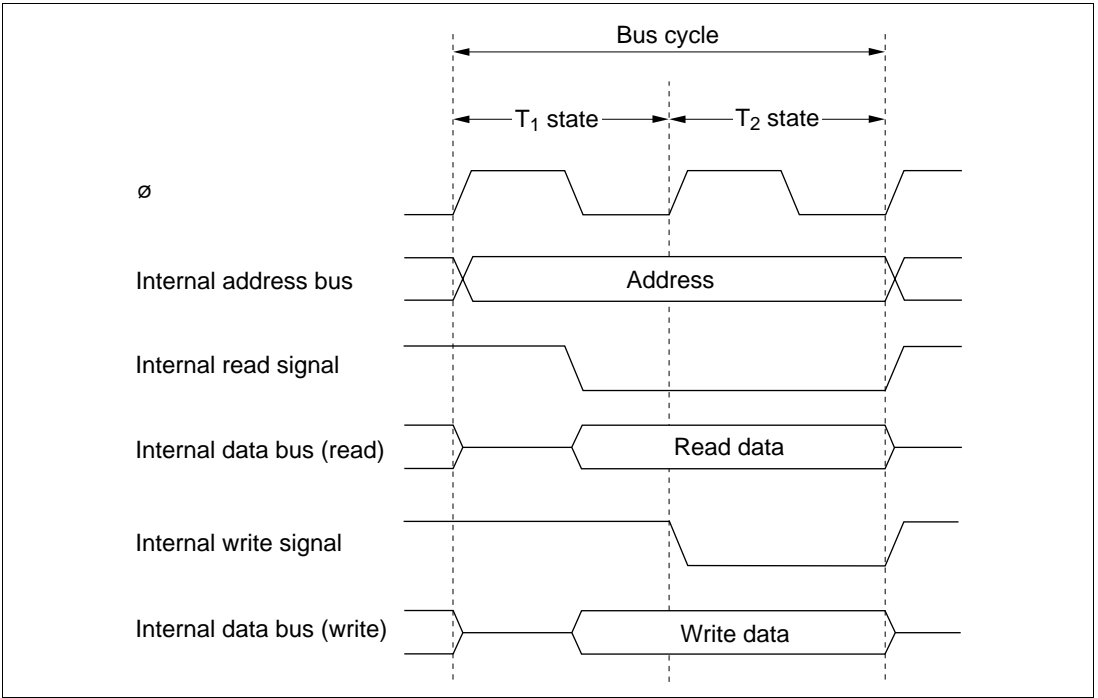 Bus cycle
T₁ state
T₂ state
ø
Internal address bus
Address
Internal read signal
Internal data bus (read)
Read data
Internal write signal
Internal data bus (write)
Write data